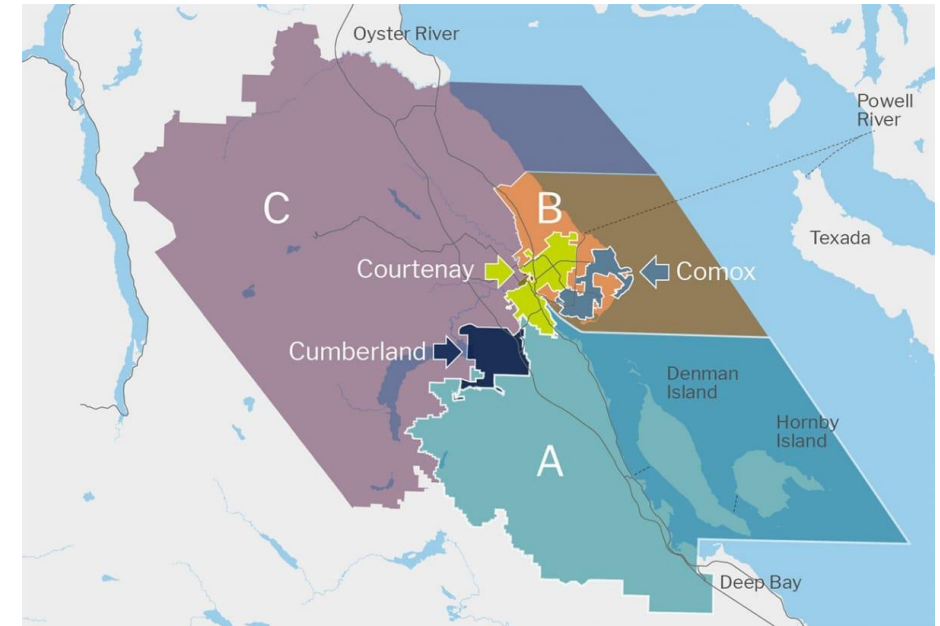 Oyster River
Powell
River
C
B
Texada
Courtenay
Comox
Cumberland
Denman
Island
Hornby
Island
A
Deep Bay